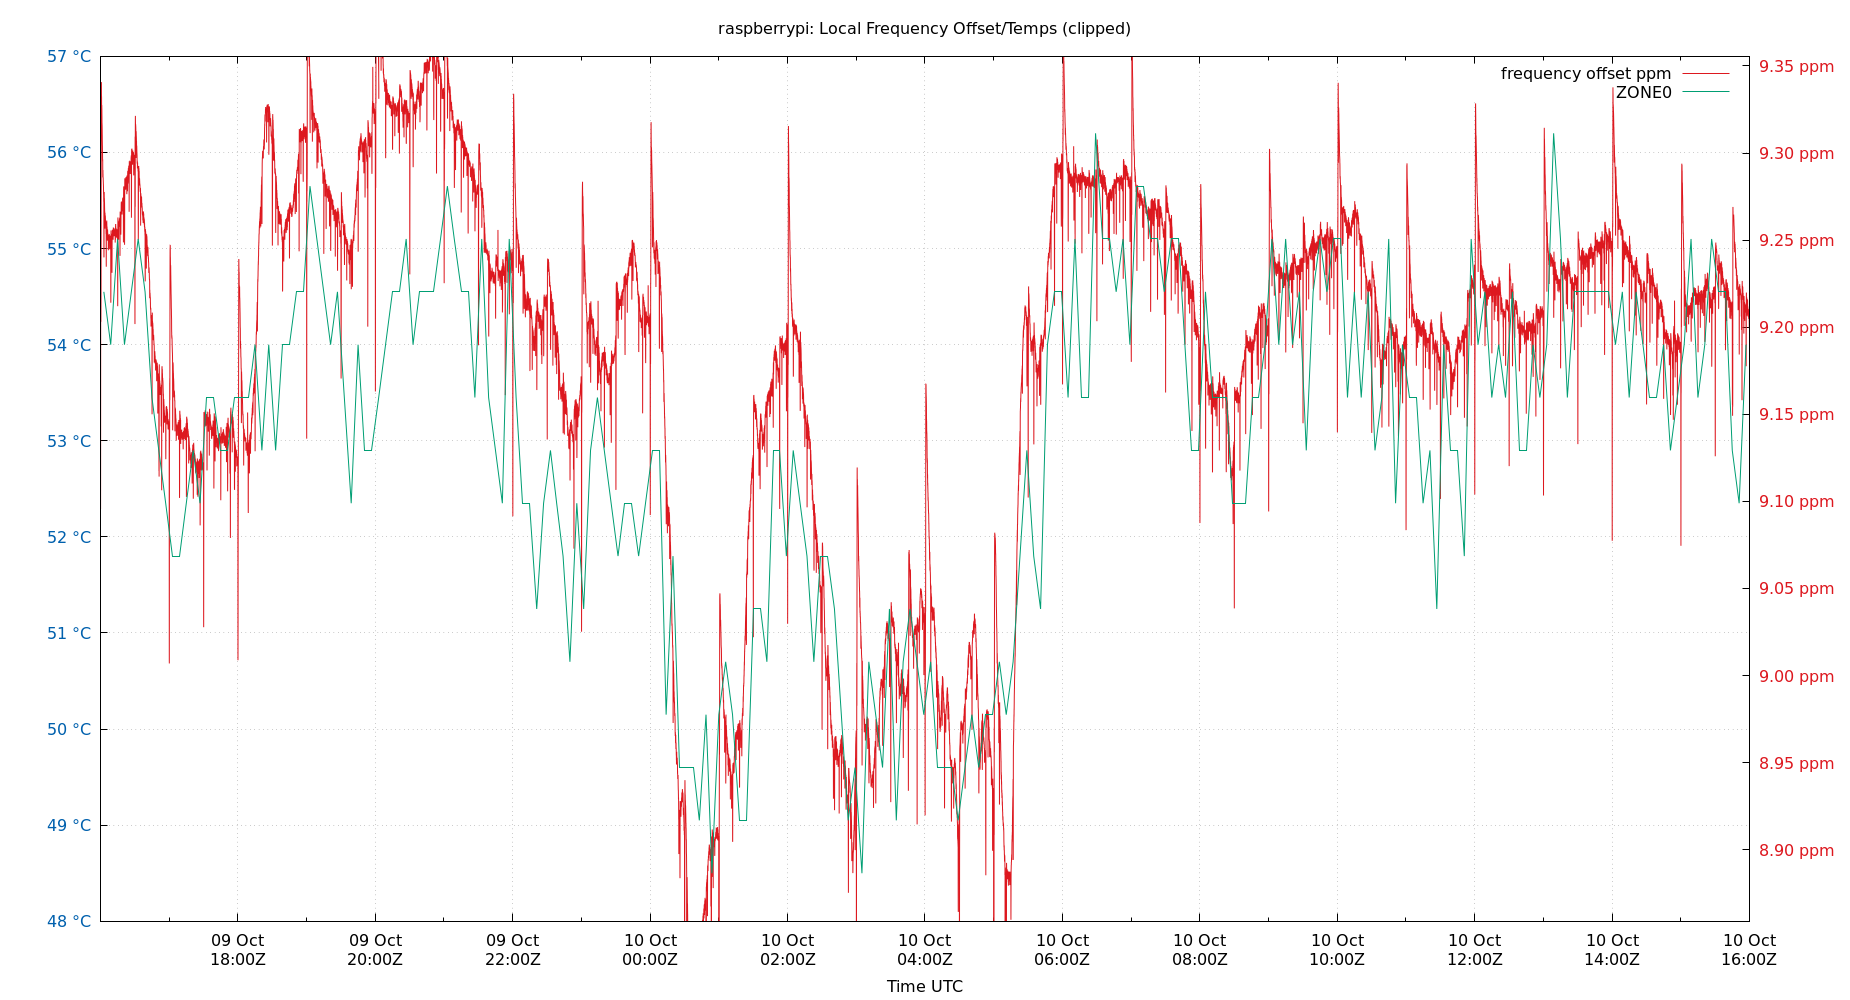 raspberrypi: Local Frequency Offset/Temps (clipped)
57 °C
56 °C
55 °C
54 °C
53 °C
52 °C
51 °C
50 °C
49 °C
48 °C
frequency offset ppm
ZONE0
9.35 ppm
9.30 ppm
9.25 ppm
9.20 ppm
9.15 ppm
9.10 ppm
9.05 ppm
9.00 ppm
8.95 ppm
8.90 ppm
09 Oct
18:00Z
09 Oct
20:00Z
09 Oct
22:00Z
10 Oct
00:00Z
10 Oct
02:00Z
10 Oct
04:00Z
10 Oct
06:00Z
10 Oct
08:00Z
10 Oct
10:00Z
10 Oct
12:00Z
10 Oct
14:00Z
10 Oct
16:00Z
Time UTC